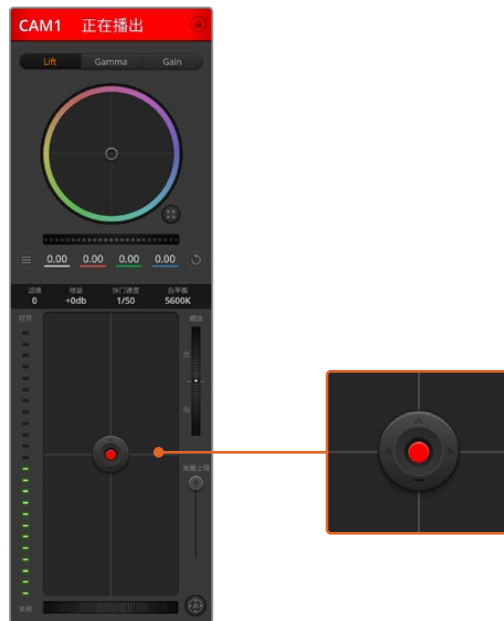 CAM1 正在播出
Lift Gamma Gain
0.00 0.00 0.00 0.00
滤镜 增益 快门速度 白平衡
0 +0db 1/50 5600K
打开 缩放
光圈上限
关闭